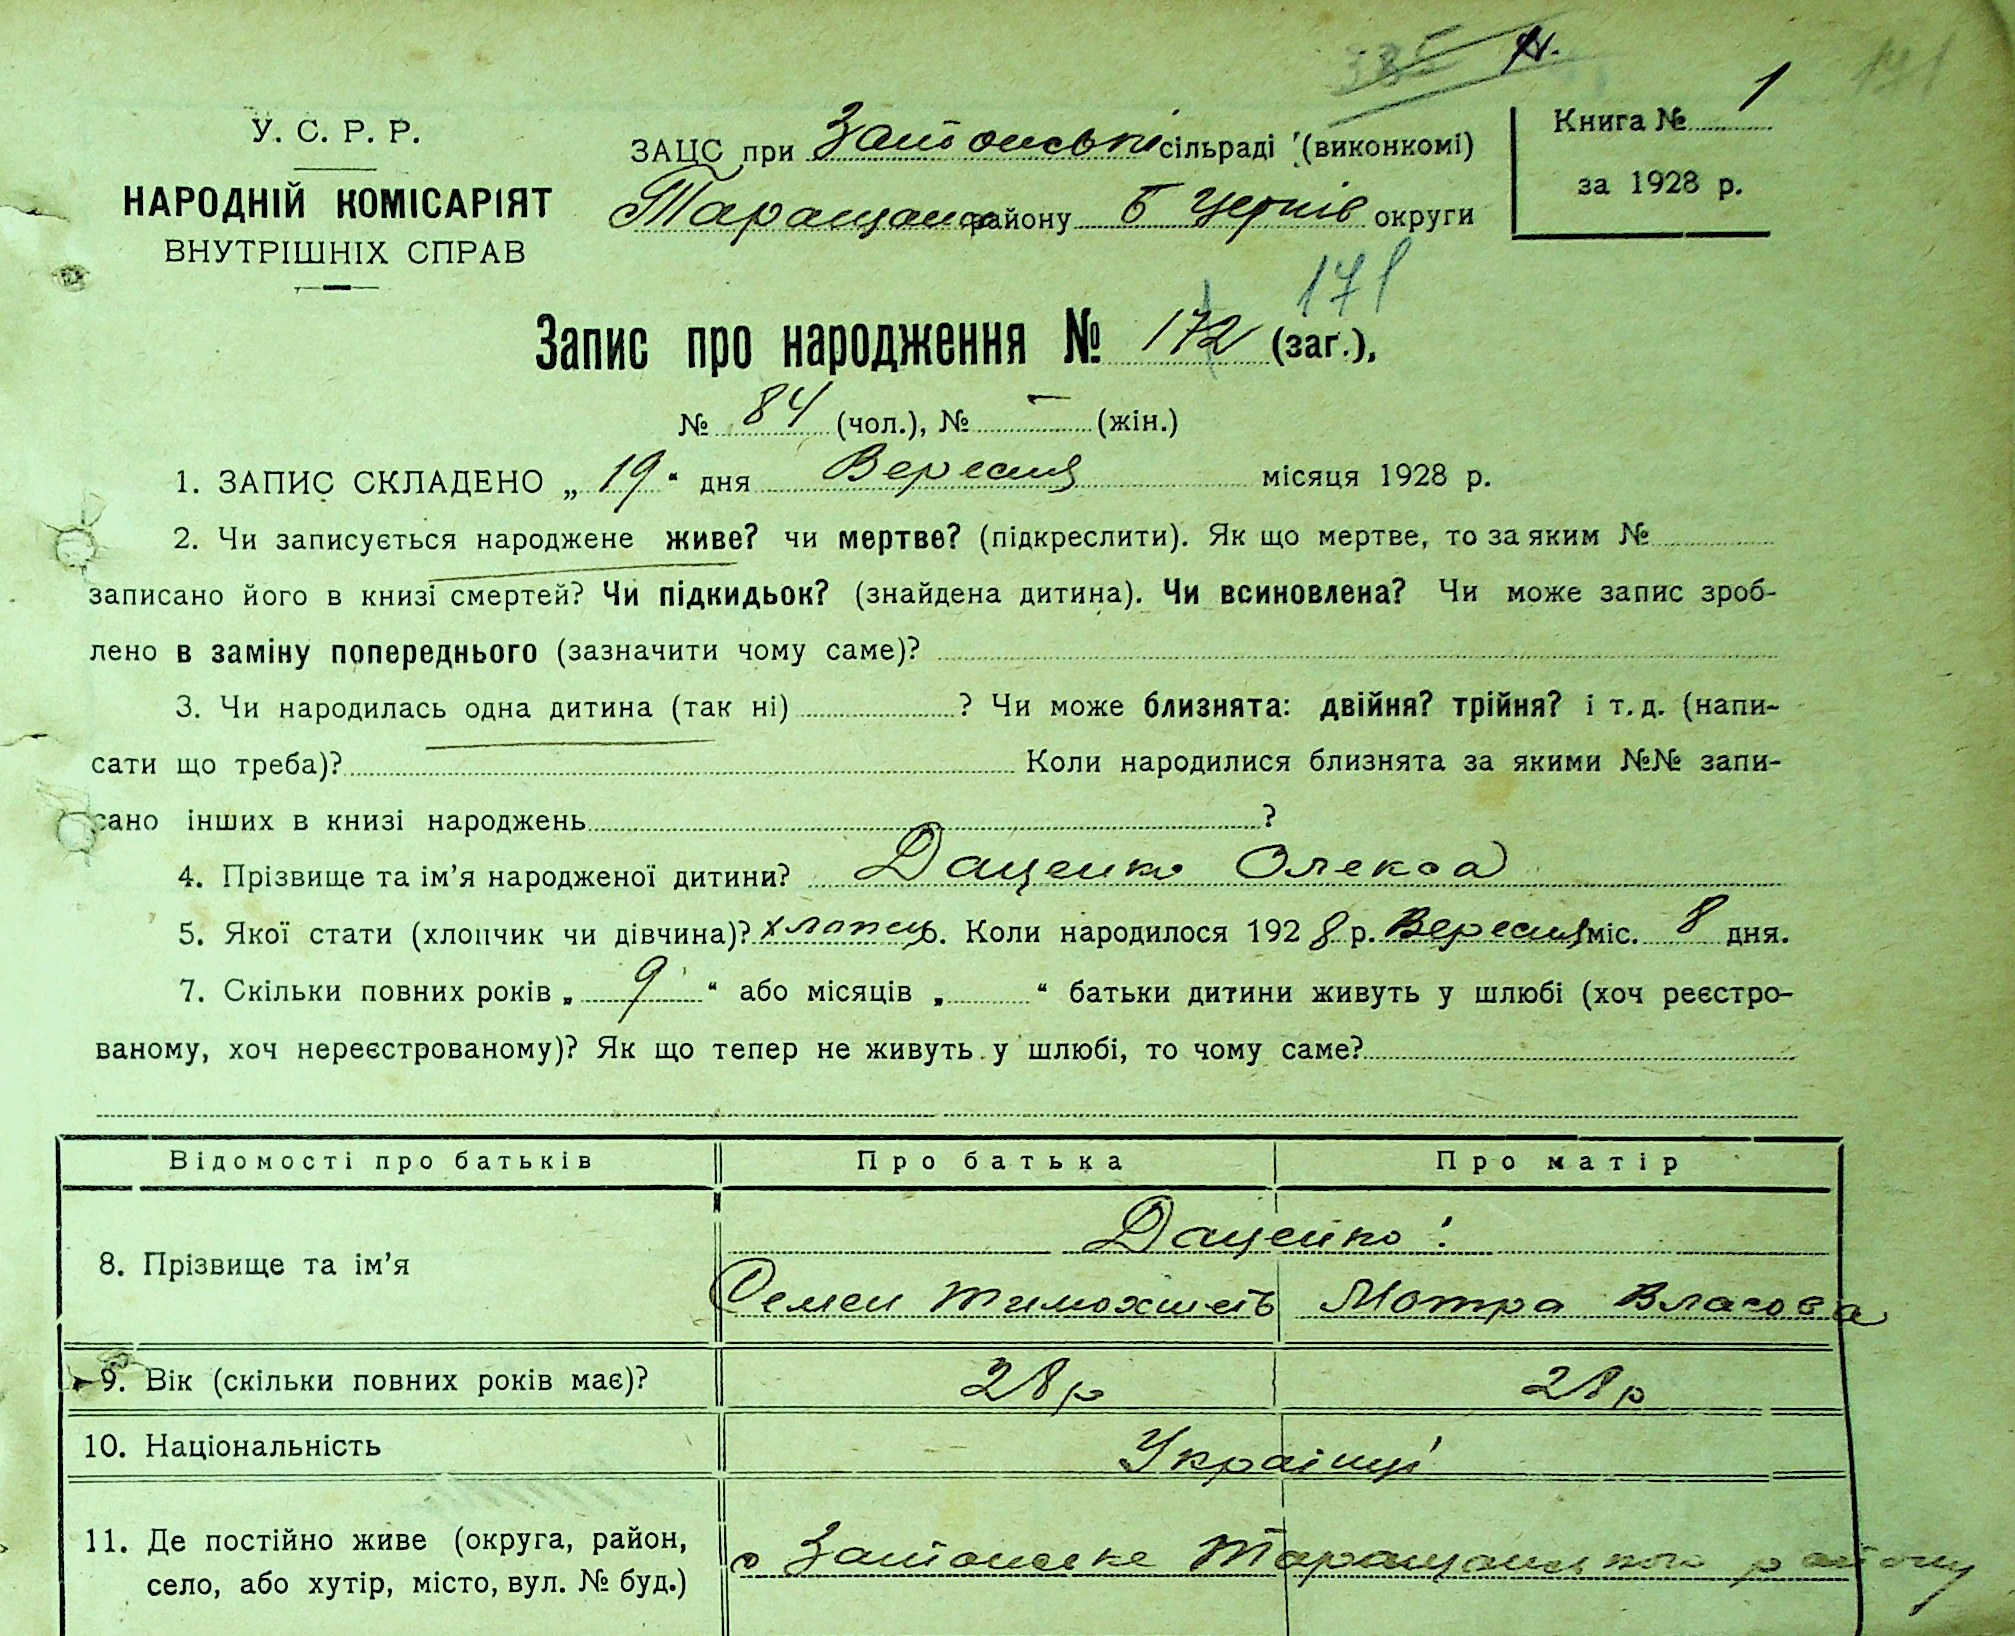 171
У. С. Р. Р.
НАРОДНІЙ КОМІСАРІЯТ
ВНУТРІШНІХ СПРАВ
ЗАЦС при Затонські сільраді (виконкомі)
Таращанс району Б Церків округи
Книга № 1
за 1928 р.
171
Запис про народження № 172 (заг.),
№ 84 (чол.), № - (жін.)
1. ЗАПИС СКЛАДЕНО „ 19 “ дня Вересня місяця 1928 р.
2. Чи записується народжене живе? чи мертве? (підкреслити). Як що мертве, то за яким №
записано його в книзі смертей? Чи підкидьок? (знайдена дитина). Чи всиновлена? Чи може запис зроб-
лено в заміну попереднього (зазначити чому саме)?
3. Чи народилась одна дитина (так ні) ? Чи може близнята: двійня? трійня? і т. д. (напи-
сати що треба)? Коли народилися близнята за якими №№ запи-
сано інших в книзі народжень ?
4. Прізвище та ім’я народженої дитини? Даценко Олекса
5. Якої стати (хлопчик чи дівчина)? хлопец 6. Коли народилося 1928 р. Вересня міс. 8 дня.
7. Скільки повних років „ 9 “ або місяців „ “ батьки дитини живуть у шлюбі (хоч реєстро-
ваному, хоч нереєстрованому)? Як що тепер не живуть у шлюбі, то чому саме?
Відомості про батьків Про батька Про матір
8. Прізвище та ім’я Даценко:
Семен Мотра Власова
9. Вік (скільки повних років має)? 28 р 28 р
10. Національність Українці
11. Де постійно живе (округа, район,
село, або хутір, місто, вул. № буд.) с Затонське Таращанського району